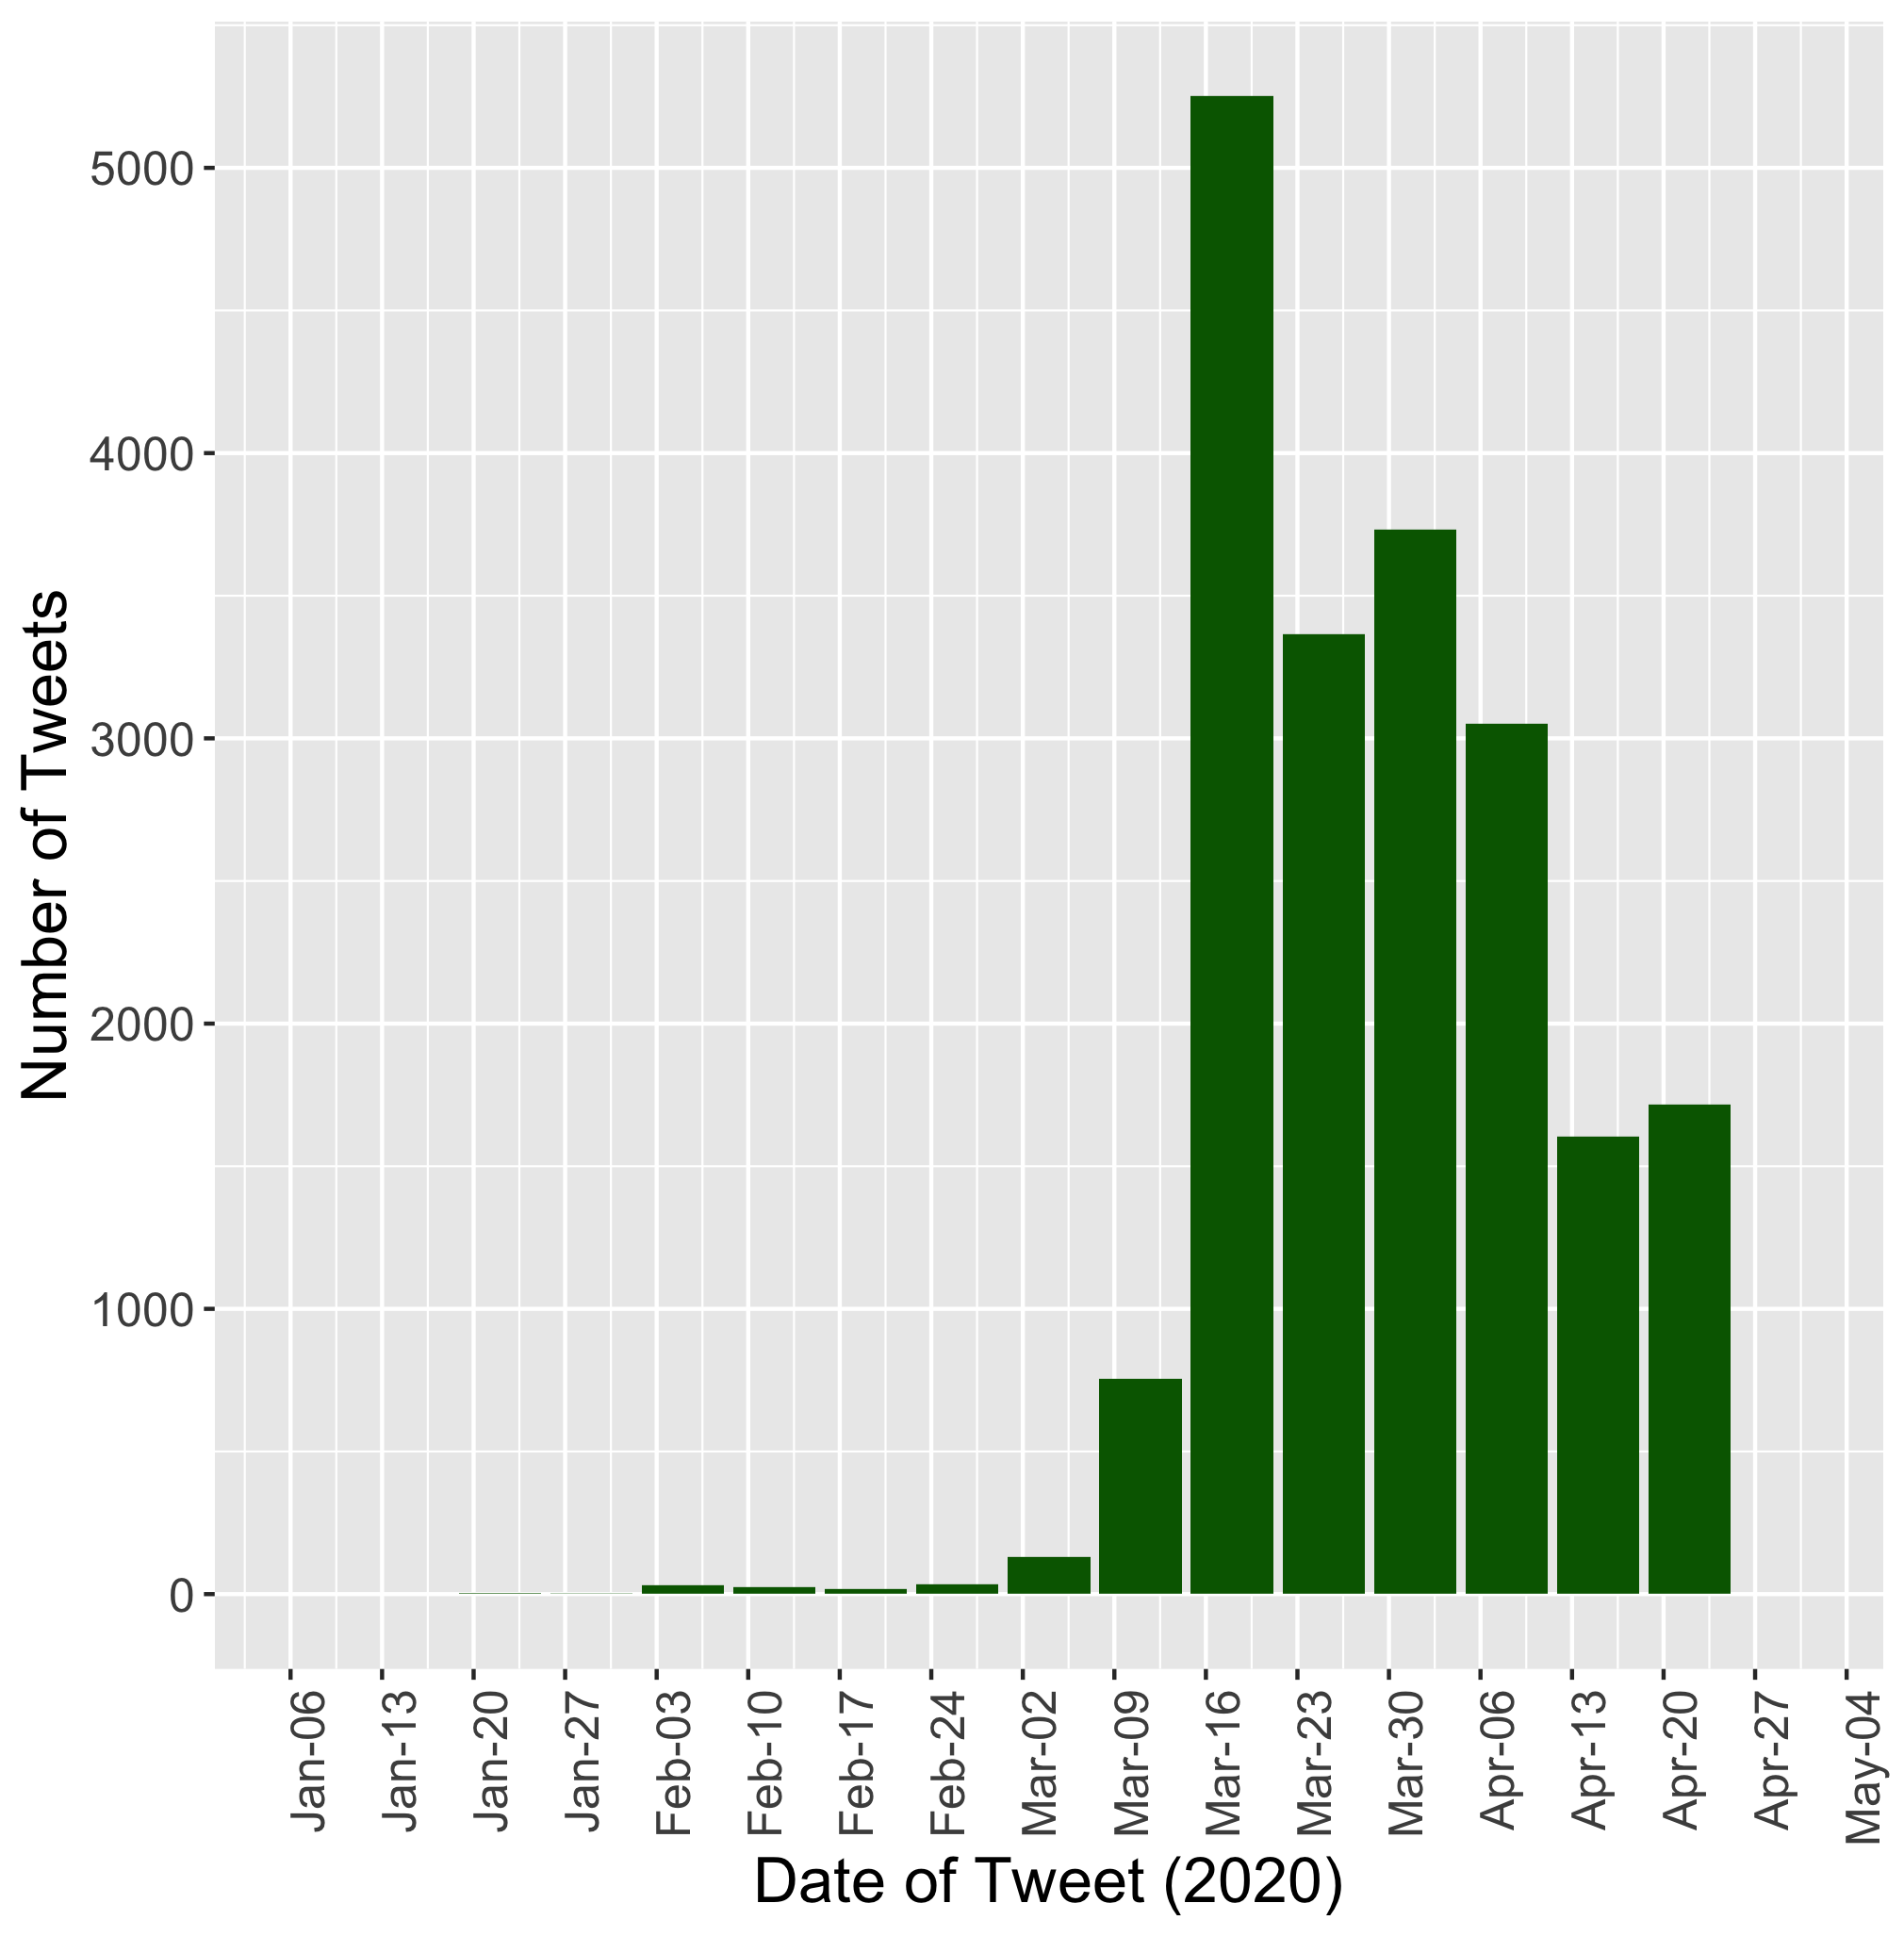 Number of Tweets
5000
4000
3000
2000
1000
0
Jan-06
Jan-13
Jan-20
Jan-27
Feb-03
Feb-10
Feb-17
Feb-24
Mar-02
Mar-09
Mar-16
Mar-23
Mar-30
Apr-06
Apr-13
Apr-20
Apr-27
May-04
Date of Tweet (2020)